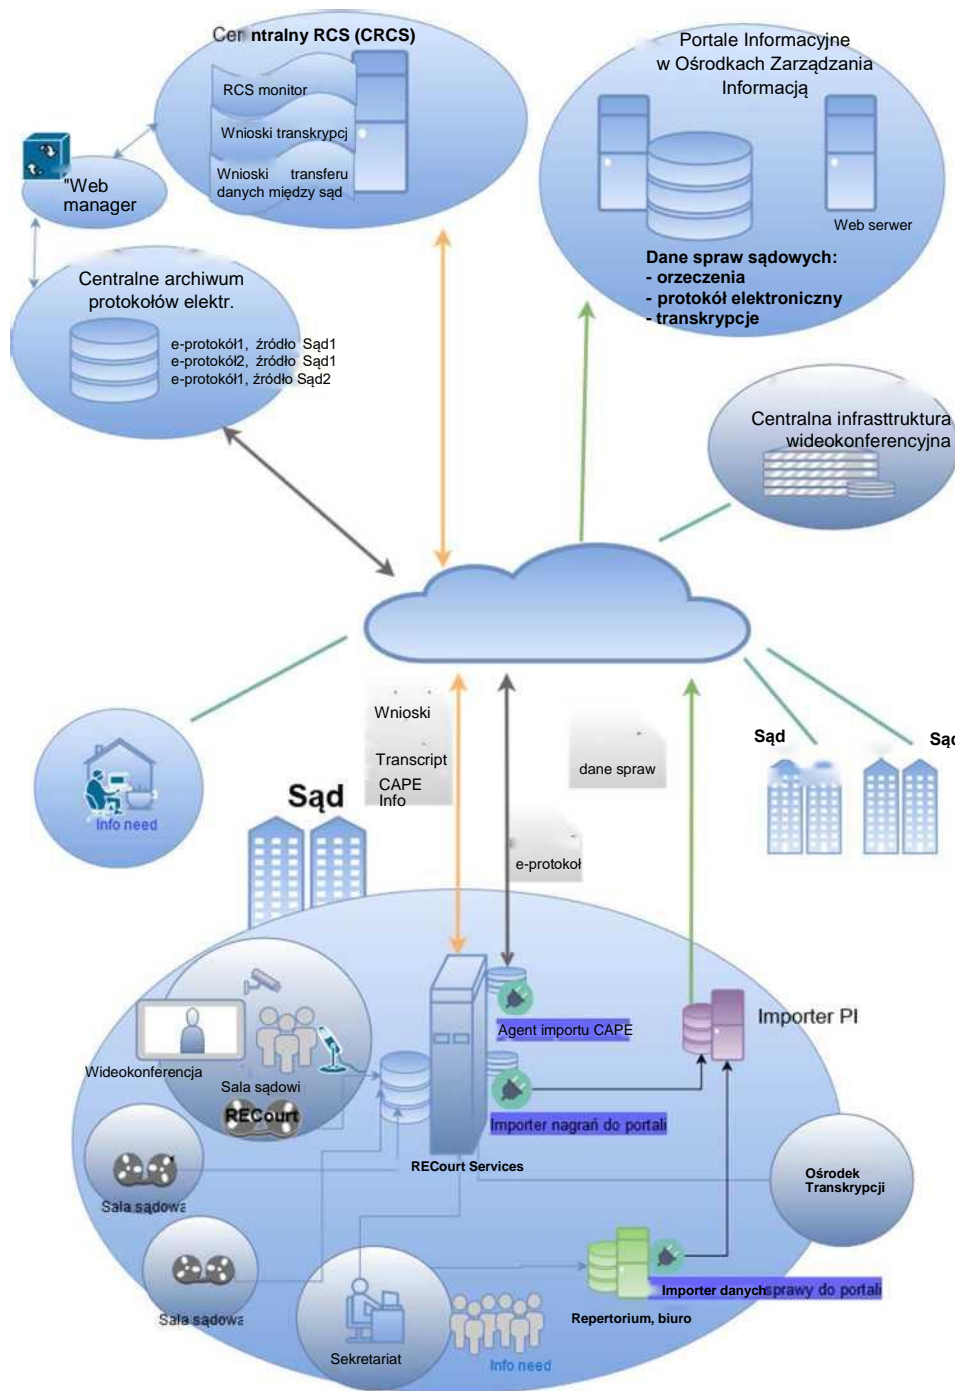 Centralny RCS (CRCS)
RCS monitor
Wnioski transkrypcj
Wnioski transferu
danych między sąd
"Web
manager
Centralne archiwum
protokołów elektr.
e-protokół1, źródło Sąd1
e-protokół2, źródło Sąd1
e-protokół1, źródło Sąd2
Portale Informacyjne
w Ośrodkach Zarządzania
Informacją
Web serwer
Dane spraw sądowych:
- orzeczenia
- protokół elektroniczny
- transkrypcje
Centralna infrasttruktura
wideokonferencyjna
Wnioski
Transcript
CAPE
Info
dane spraw
e-protokoł
Sąd
Sąd
Info need
Sąd
Wideokonferencja
Sala sądowi
RECourt
Sala sądowa
Sala sądowa
Agent importu CAPE
Importer nagrań do portali
RECourt Services
Importer PI
Ośrodek
Transkrypcji
Importer danych sprawy do portali
Repertorium, biuro
Sekretariat
Info need